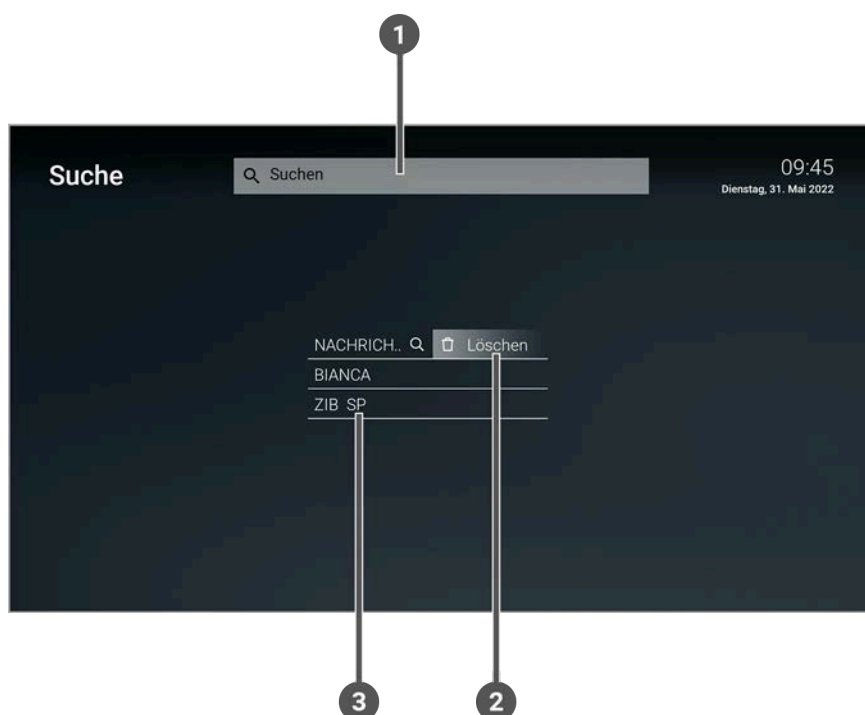 1
Suche
Suchen
09:45
Dienstag, 31. Mai 2022
NACHRICH.. Löschen
BIANCA
ZIB SP
3 2